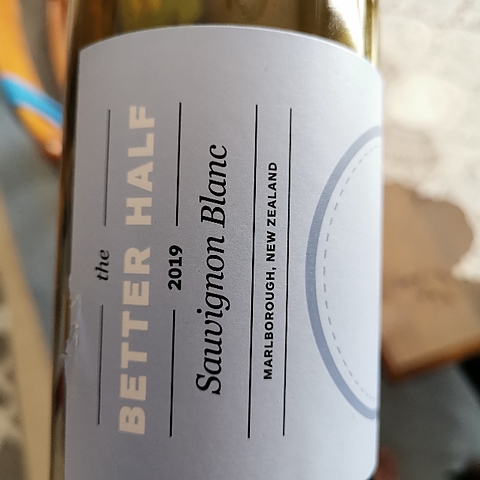 the
BETTER HALF
2019
Sauvignon Blanc
MARLBOROUGH, NEW ZEALAND